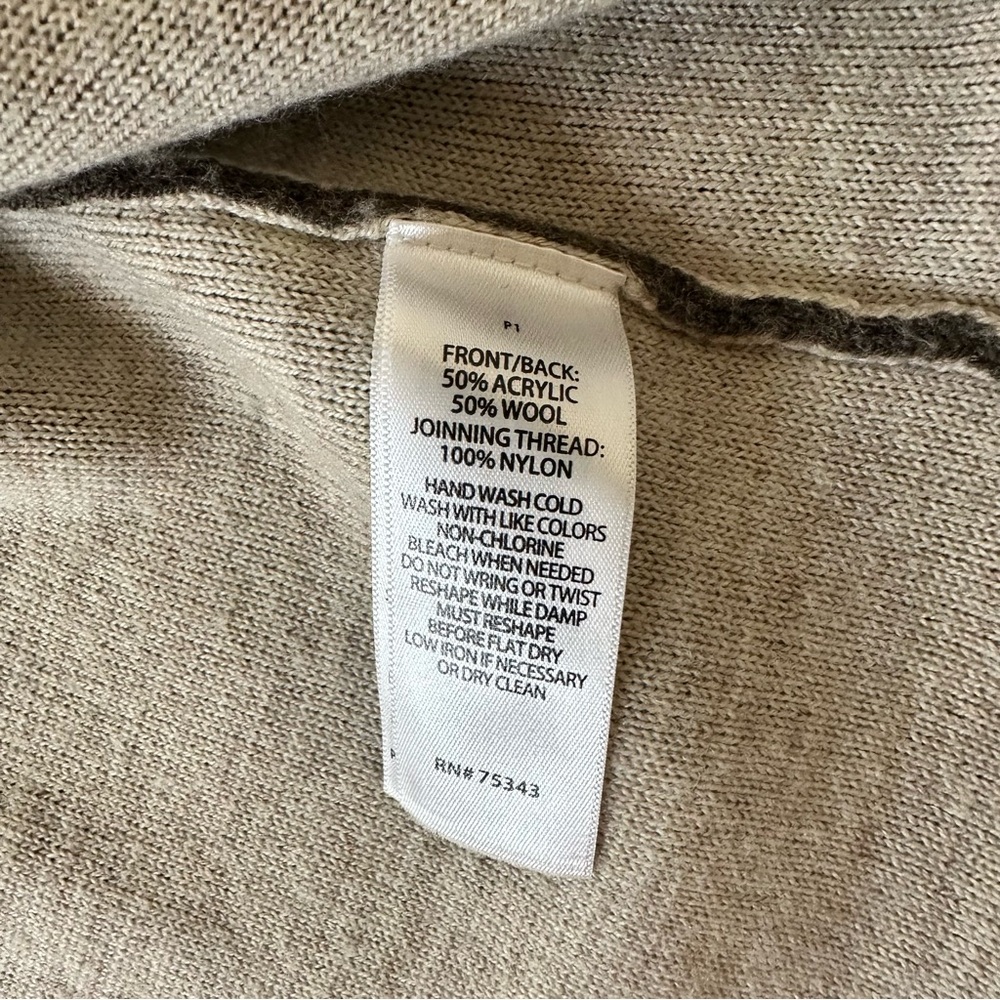 P1
FRONT/BACK:
50% ACRYLIC
50% WOOL
JOINNING THREAD:
100% NYLON
HAND WASH COLD
WASH WITH LIKE COLORS
NON-CHLORINE
BLEACH WHEN NEEDED
DO NOT WRING OR TWIST
RESHAPE WHILE DAMP
MUST RESHAPE
BEFORE FLAT DRY
LOW IRON IF NECESSARY
OR DRY CLEAN
RN# 75343